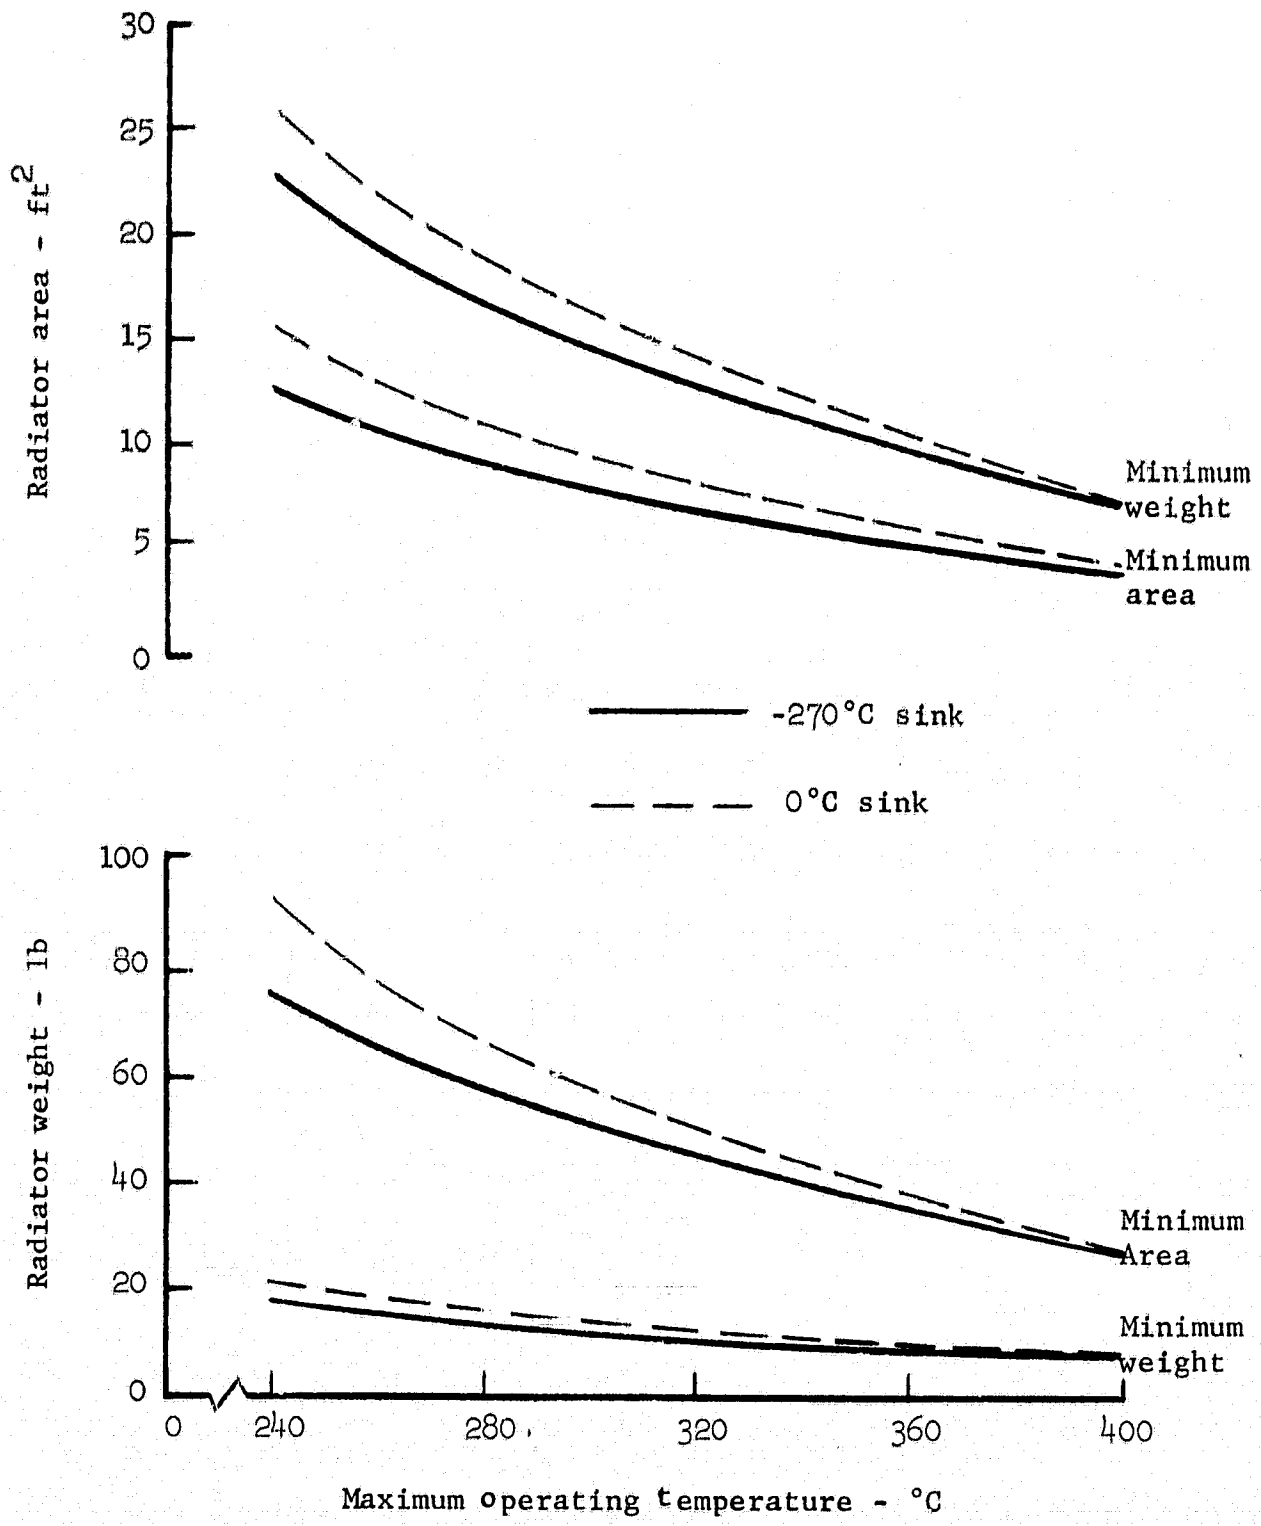 30
25
20
15
10
5
0
Radiator area - ft2
Minimum
weight
Minimum
area
-270°C sink
0°C sink
100
80
60
40
20
0
Radiator weight - lb
Minimum
Area
Minimum
weight
0 240 280 320 360 400
Maximum operating temperature - °C